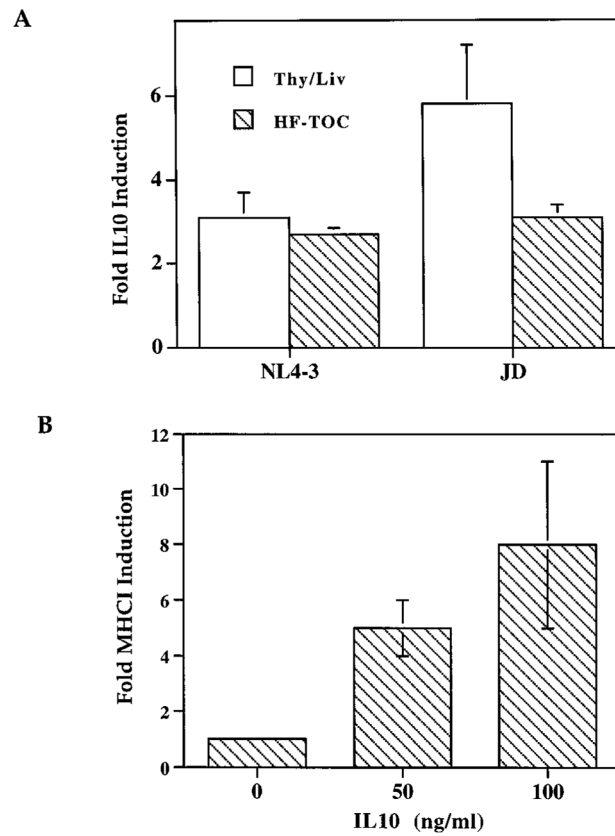 A
Fold IL10 Induction
6
4
2
0
Thy/Liv
HF-TOC
NL4-3 JD
B
Fold MHCI Induction
12
10
8
6
4
2
0
0 50 100
IL10 (ng/ml)